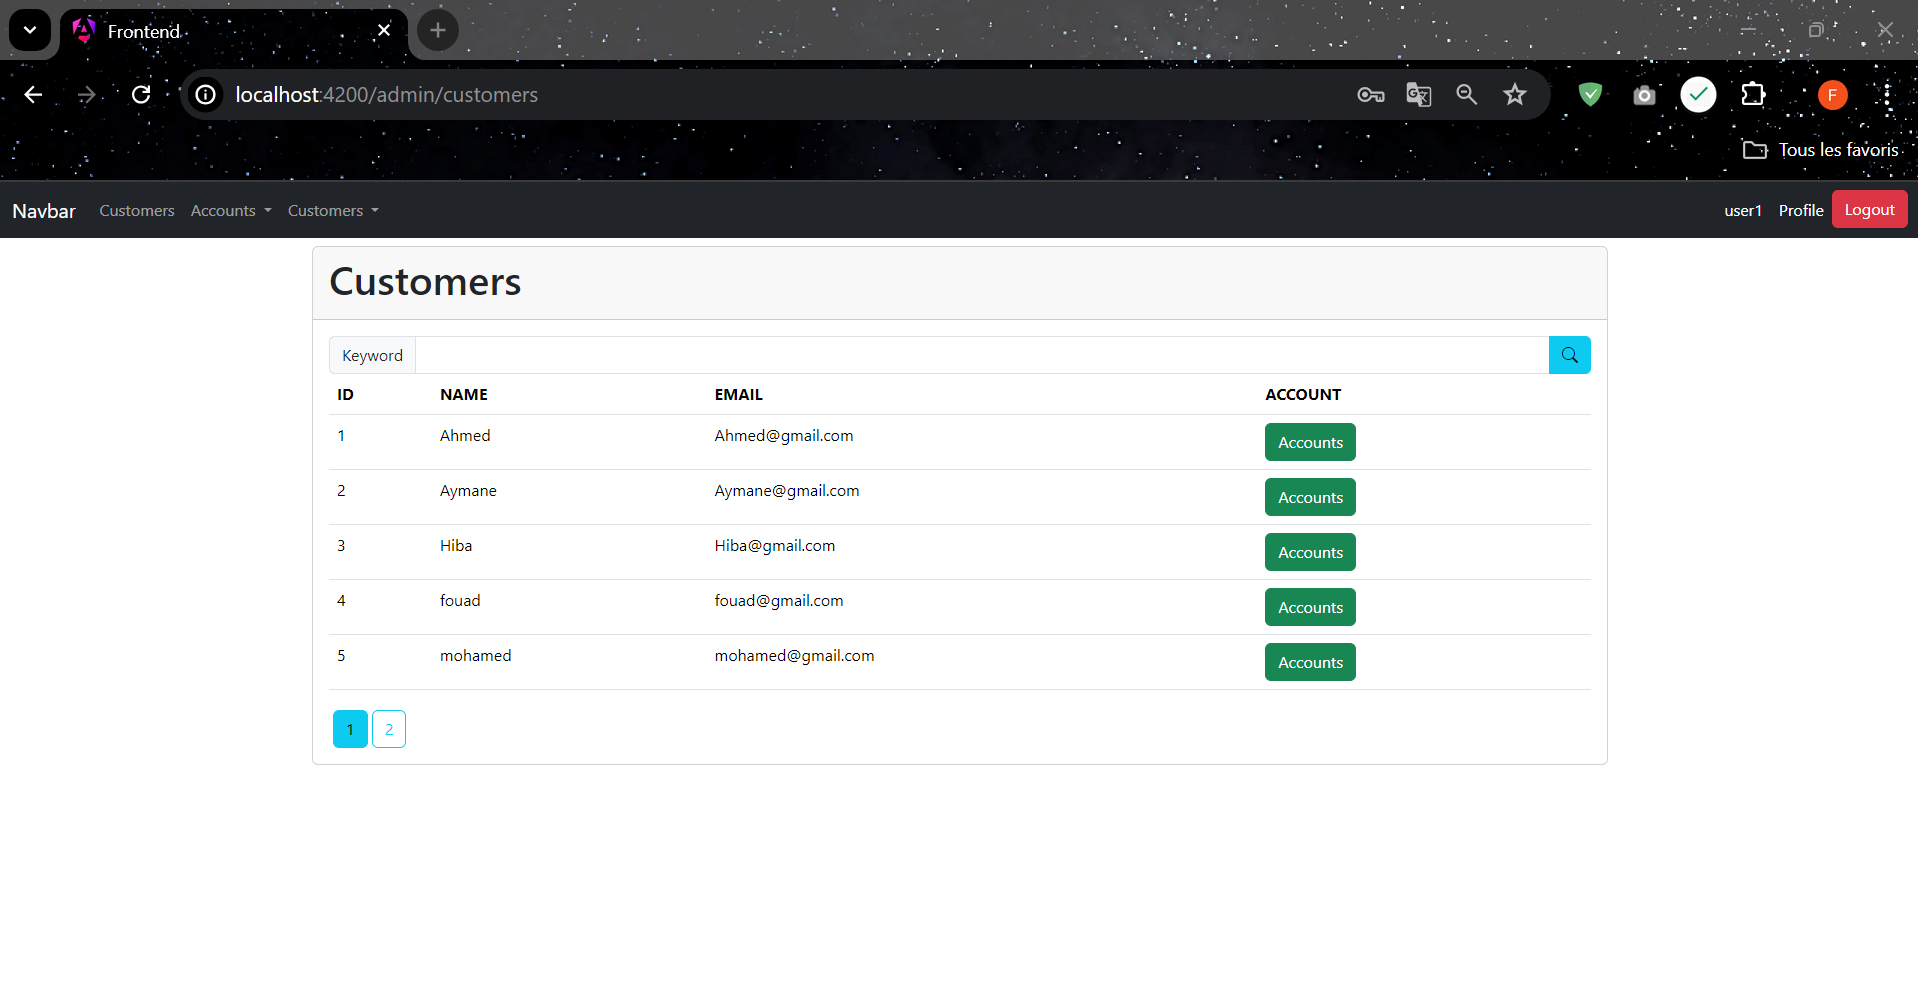 Frontend
localhost:4200/admin/customers
F
Tous les favoris
Navbar Customers Accounts Customers user1 Profile Logout
Customers
Keyword
ID NAME EMAIL ACCOUNT
1 Ahmed Ahmed@gmail.com Accounts
2 Aymane Aymane@gmail.com Accounts
3 Hiba Hiba@gmail.com Accounts
4 fouad fouad@gmail.com Accounts
5 mohamed mohamed@gmail.com Accounts
1 2